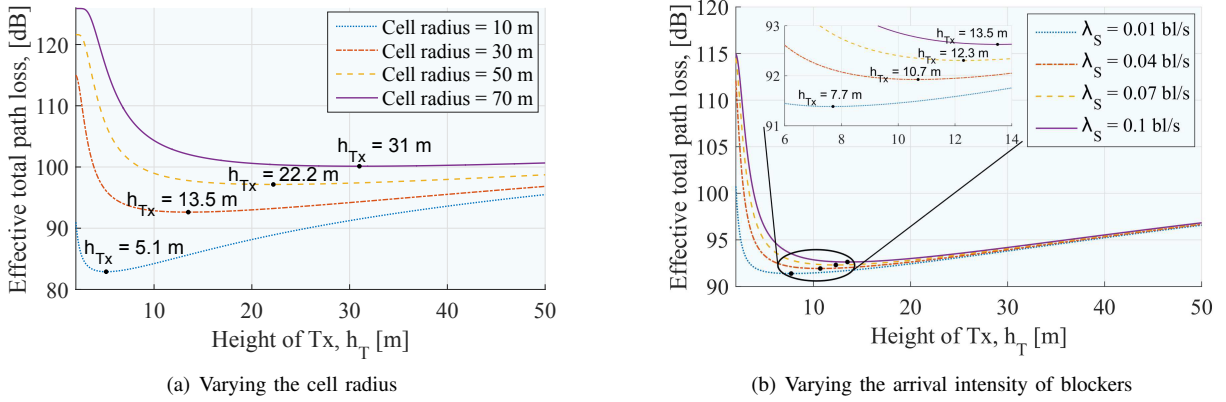 Effective total path loss, [dB]
120
110
100
90
80
10
20
30
40
50
Height of Tx, h_T [m]
Cell radius = 10 m
Cell radius = 30 m
Cell radius = 50 m
Cell radius = 70 m
h_Tx = 31 m
h_Tx = 22.2 m
h_Tx = 13.5 m
h_Tx = 5.1 m
(a) Varying the cell radius
Effective total path loss, [dB]
120
115
110
105
100
95
90
10
20
30
40
50
Height of Tx, h_T [m]
93
92
91
6
8
10
12
14
h_Tx = 13.5 m
h_Tx = 12.3 m
h_Tx = 10.7 m
h_Tx = 7.7 m
λ_S = 0.01 bl/s
λ_S = 0.04 bl/s
λ_S = 0.07 bl/s
λ_S = 0.1 bl/s
(b) Varying the arrival intensity of blockers